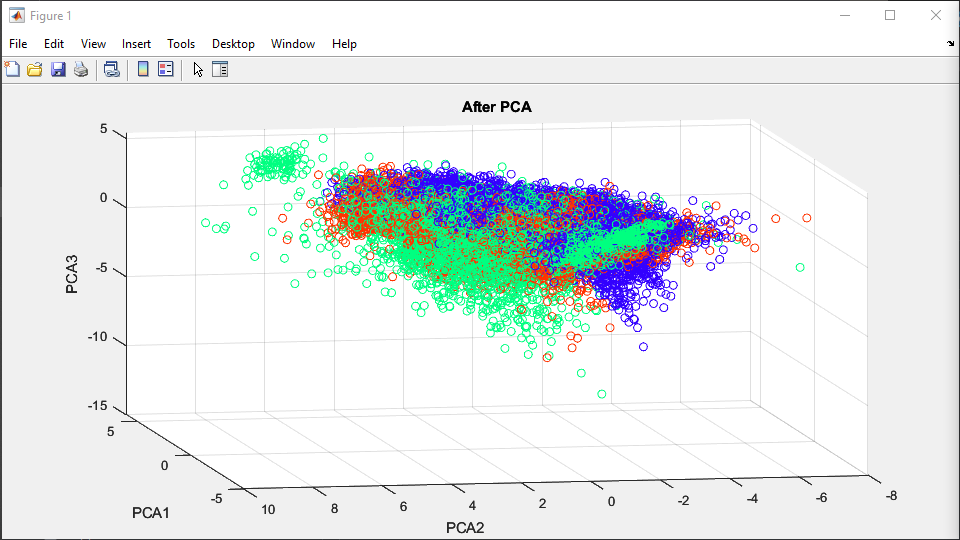 Figure 1
File Edit View Insert Tools Desktop Window Help
After PCA
5
0
-5
-10
-15
PCA3
5
0
-5
PCA1
10 8 6 4 2 0 -2 -4 -6 -8
PCA2